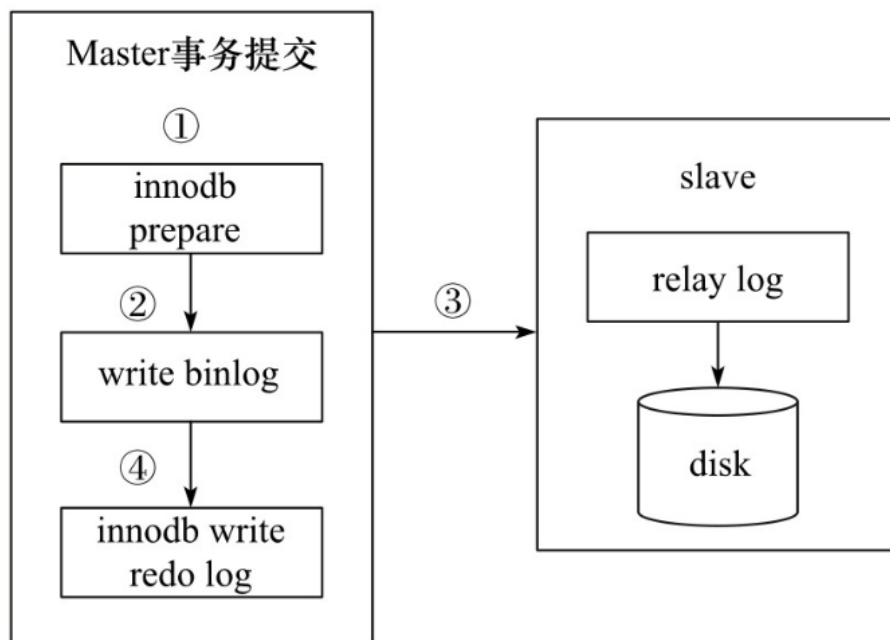 Master事务提交
①
innodb
prepare
②
write binlog
④
innodb write
redo log
③
slave
relay log
disk